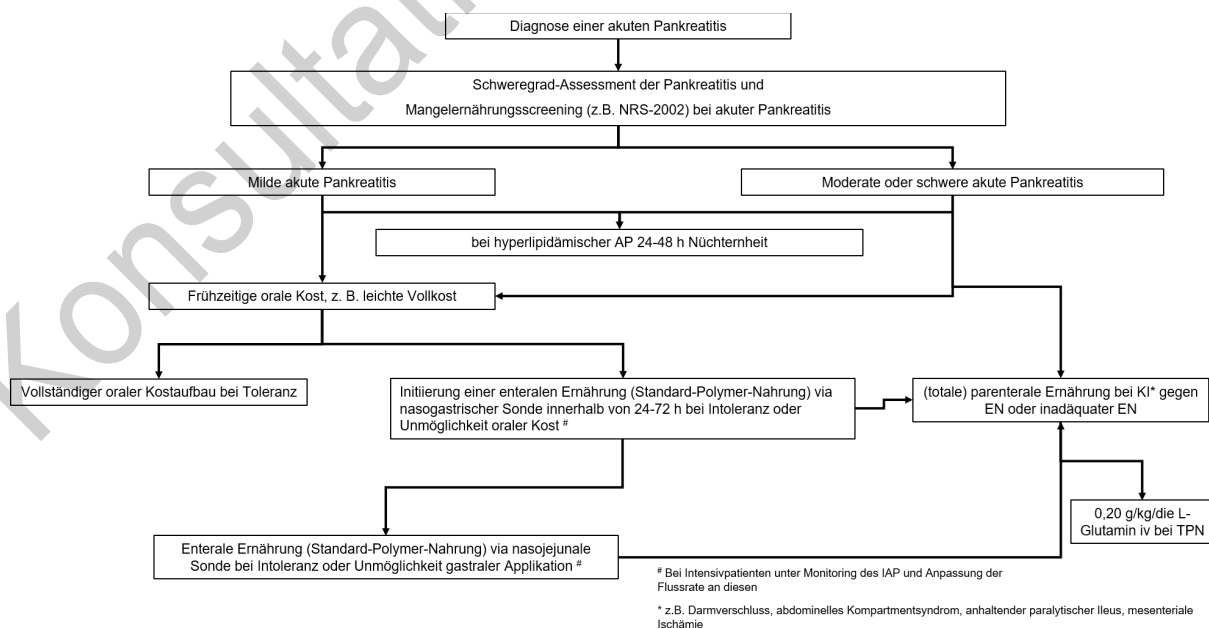 Konsultat
Diagnose einer akuten Pankreatitis
Schweregrad-Assessment der Pankreatitis und
Mangelernährungsscreening (z.B. NRS-2002) bei akuter Pankreatitis
Milde akute Pankreatitis
Moderate oder schwere akute Pankreatitis
bei hyperlipidämischer AP 24-48 h Nüchternheit
Frühzeitige orale Kost, z. B. leichte Vollkost
Vollständiger oraler Kostaufbau bei Toleranz
Initiierung einer enteralen Ernährung (Standard-Polymer-Nahrung) via
nasogastrischer Sonde innerhalb von 24-72 h bei Intoleranz oder
Unmöglichkeit oraler Kost #
(totale) parenterale Ernährung bei KI* gegen
EN oder inadäquater EN
0,20 g/kg/die L-
Glutamin iv bei TPN
Enterale Ernährung (Standard-Polymer-Nahrung) via nasojejunale
Sonde bei Intoleranz oder Unmöglichkeit gastraler Applikation #
# Bei Intensivpatienten unter Monitoring des IAP und Anpassung der
Flussrate an diesen
* z.B. Darmverschluss, abdominelles Kompartmentsyndrom, anhaltender paralytischer Ileus, mesenteriale
Ischämie